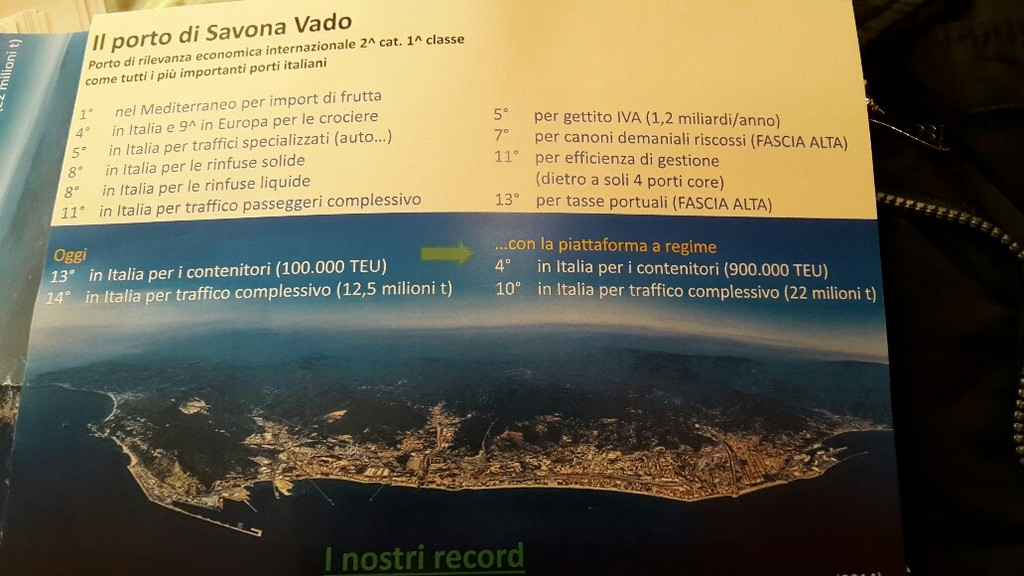 Il porto di Savona Vado
Porto di rilevanza economica internazionale 2^ cat. 1^ classe
come tutti i più importanti porti italiani
1° nel Mediterraneo per import di frutta
4° in Italia e 9^ in Europa per le crociere
5° in Italia per traffici specializzati (auto...)
8° in Italia per le rinfuse solide
8° in Italia per le rinfuse liquide
11° in Italia per traffico passeggeri complessivo
5° per gettito IVA (1,2 miliardi/anno)
7° per canoni demaniali riscossi (FASCIA ALTA)
11° per efficienza di gestione
(dietro a soli 4 porti core)
13° per tasse portuali (FASCIA ALTA)
Oggi
13° in Italia per i contenitori (100.000 TEU)
14° in Italia per traffico complessivo (12,5 milioni t)
...con la piattaforma a regime
4° in Italia per i contenitori (900.000 TEU)
10° in Italia per traffico complessivo (22 milioni t)
I nostri record
milioni t)